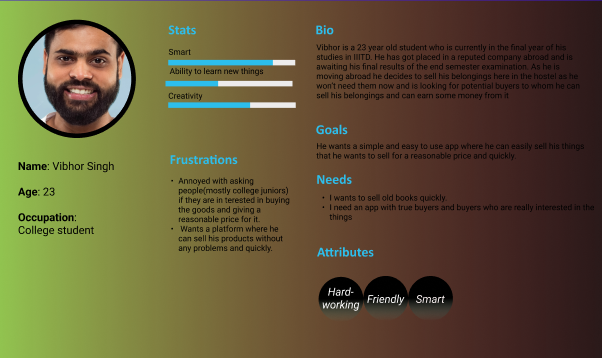 Name: Vibhor Singh
Age: 23
Occupation:
College student
Stats
Smart
Ability to learn new things
Creativity
Frustrations
• Annoyed with asking
people(mostly college juniors)
if they are in terested in buying
the goods and giving a
reasonable price for it.
• Wants a platform where he
can sell his products without
any problems and quickly.
Bio
Vibhor is a 23 year old student who is currently in the final year of his
studies in IIITD. He has got placed in a reputed company abroad and is
awaiting his final results of the end semester examination. As he is
moving abroad he decides to sell his belongings here in the hostel as he
won't need them now and is looking for potential buyers to whom he can
sell his belongings and can earn some money from it
Goals
He wants a simple and easy to use app where he can easily sell his things
that he wants to sell for a reasonable price and quickly.
Needs
• I wants to sell old books quickly.
• I need an app with true buyers and buyers who are really interested in the
things
Attributes
Hard-
working
Friendly
Smart